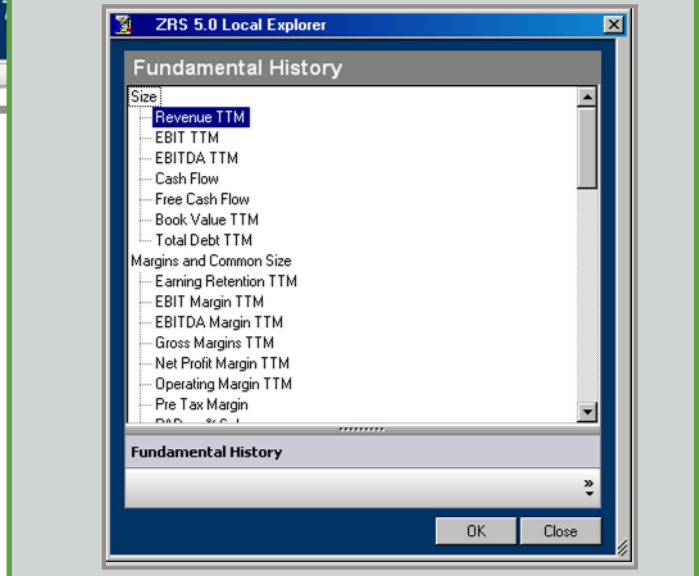 ZRS 5.0 Local Explorer
Fundamental History
Size
Revenue TTM
EBIT TTM
EBITDA TTM
Cash Flow
Free Cash Flow
Book Value TTM
Total Debt TTM
Margins and Common Size
Earning Retention TTM
EBIT Margin TTM
EBITDA Margin TTM
Gross Margins TTM
Net Profit Margin TTM
Operating Margin TTM
Pre Tax Margin
Fundamental History
OK Close